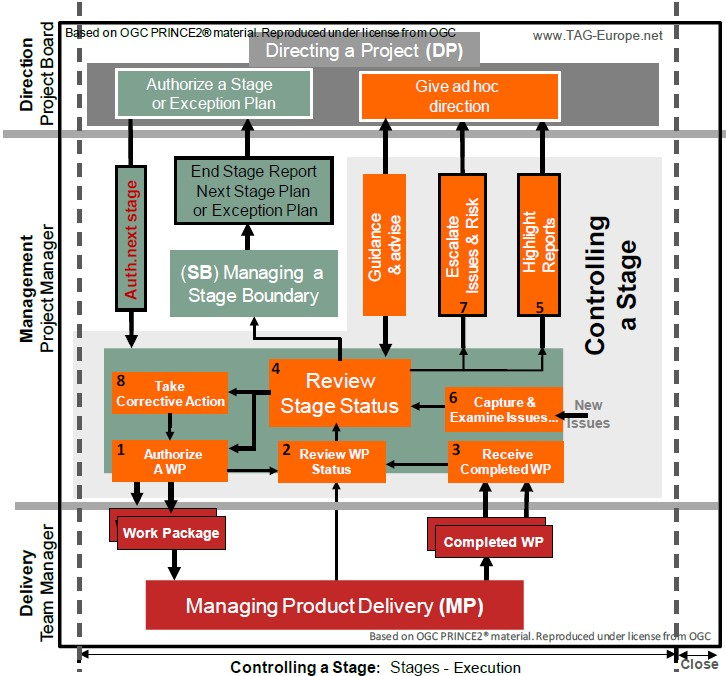 Based on OGC PRINCE2® material. Reproduced under license from OGC
www.TAG-Europe.net
Directing a Project (DP)
Direction
Project Board
Authorize a Stage
or Exception Plan
Give ad hoc
direction
Management
Project Manager
Auth.next stage
End Stage Report
Next Stage Plan
or Exception Plan
(SB) Managing a
Stage Boundary
Guidance
& advise
Escalate
Issues & Risk
7
Highlight
Reports
5
Controlling
a Stage
8
Take
Corrective Action
4
Review
Stage Status
6
Capture &
Examine Issues...
New
Issues
1
Authorize
A WP
2
Review WP
Status
3
Receive
Completed WP
Delivery
Team Manager
Work Package
Completed WP
Managing Product Delivery (MP)
Based on OGC PRINCE2® material. Reproduced under license from OGC
Controlling a Stage: Stages - Execution
Close